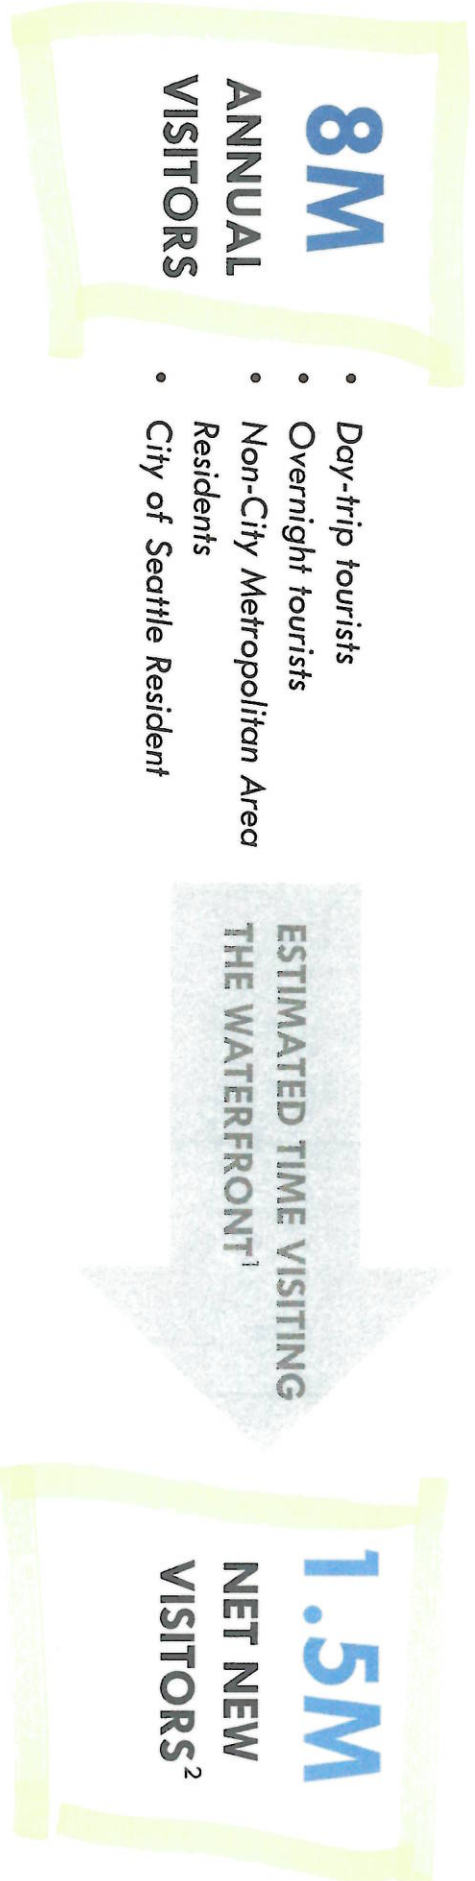 8M
ANNUAL
VISITORS
• Day-trip tourists
• Overnight tourists
• Non-City Metropolitan Area
Residents
• City of Seattle Resident
ESTIMATED TIME VISITING
THE WATERFRONT¹
1.5M
NET NEW
VISITORS²